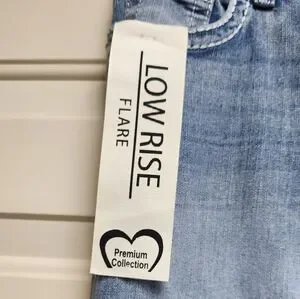 LOW RISE
FLARE
Premium
Collection